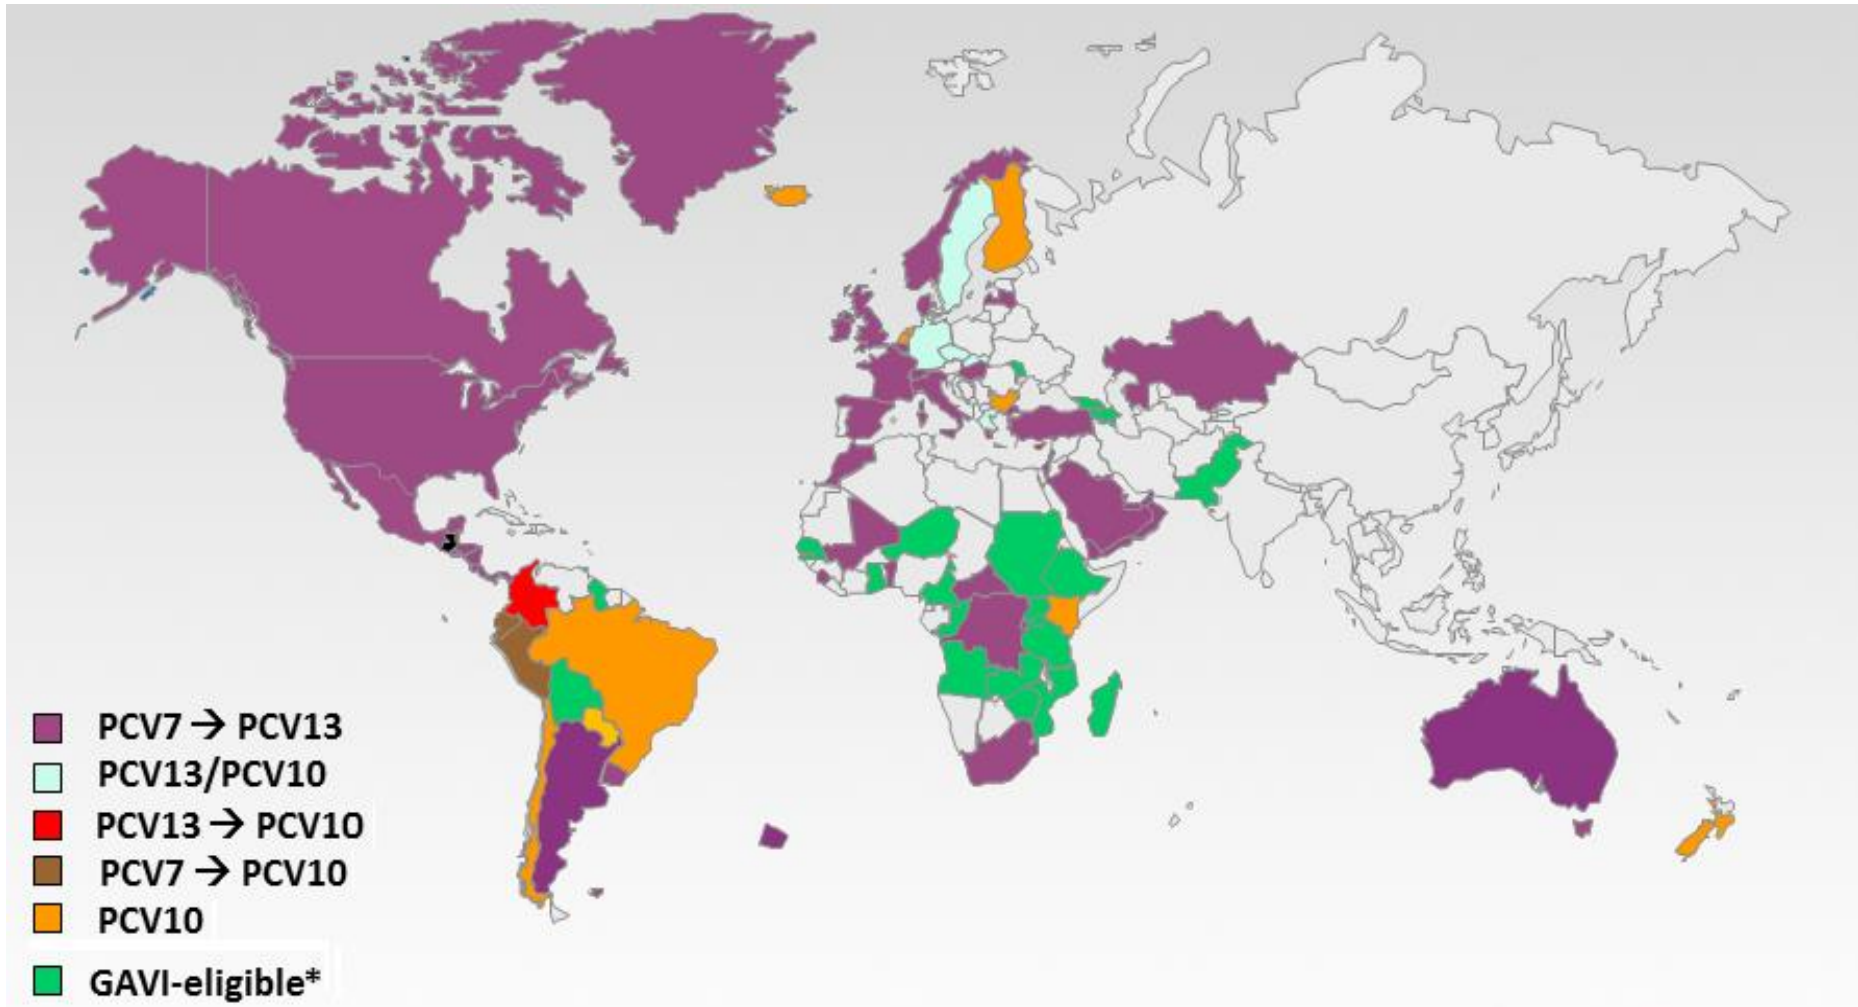 PCV7 → PCV13
PCV13/PCV10
PCV13 → PCV10
PCV7 → PCV10
PCV10
GAVI-eligible*